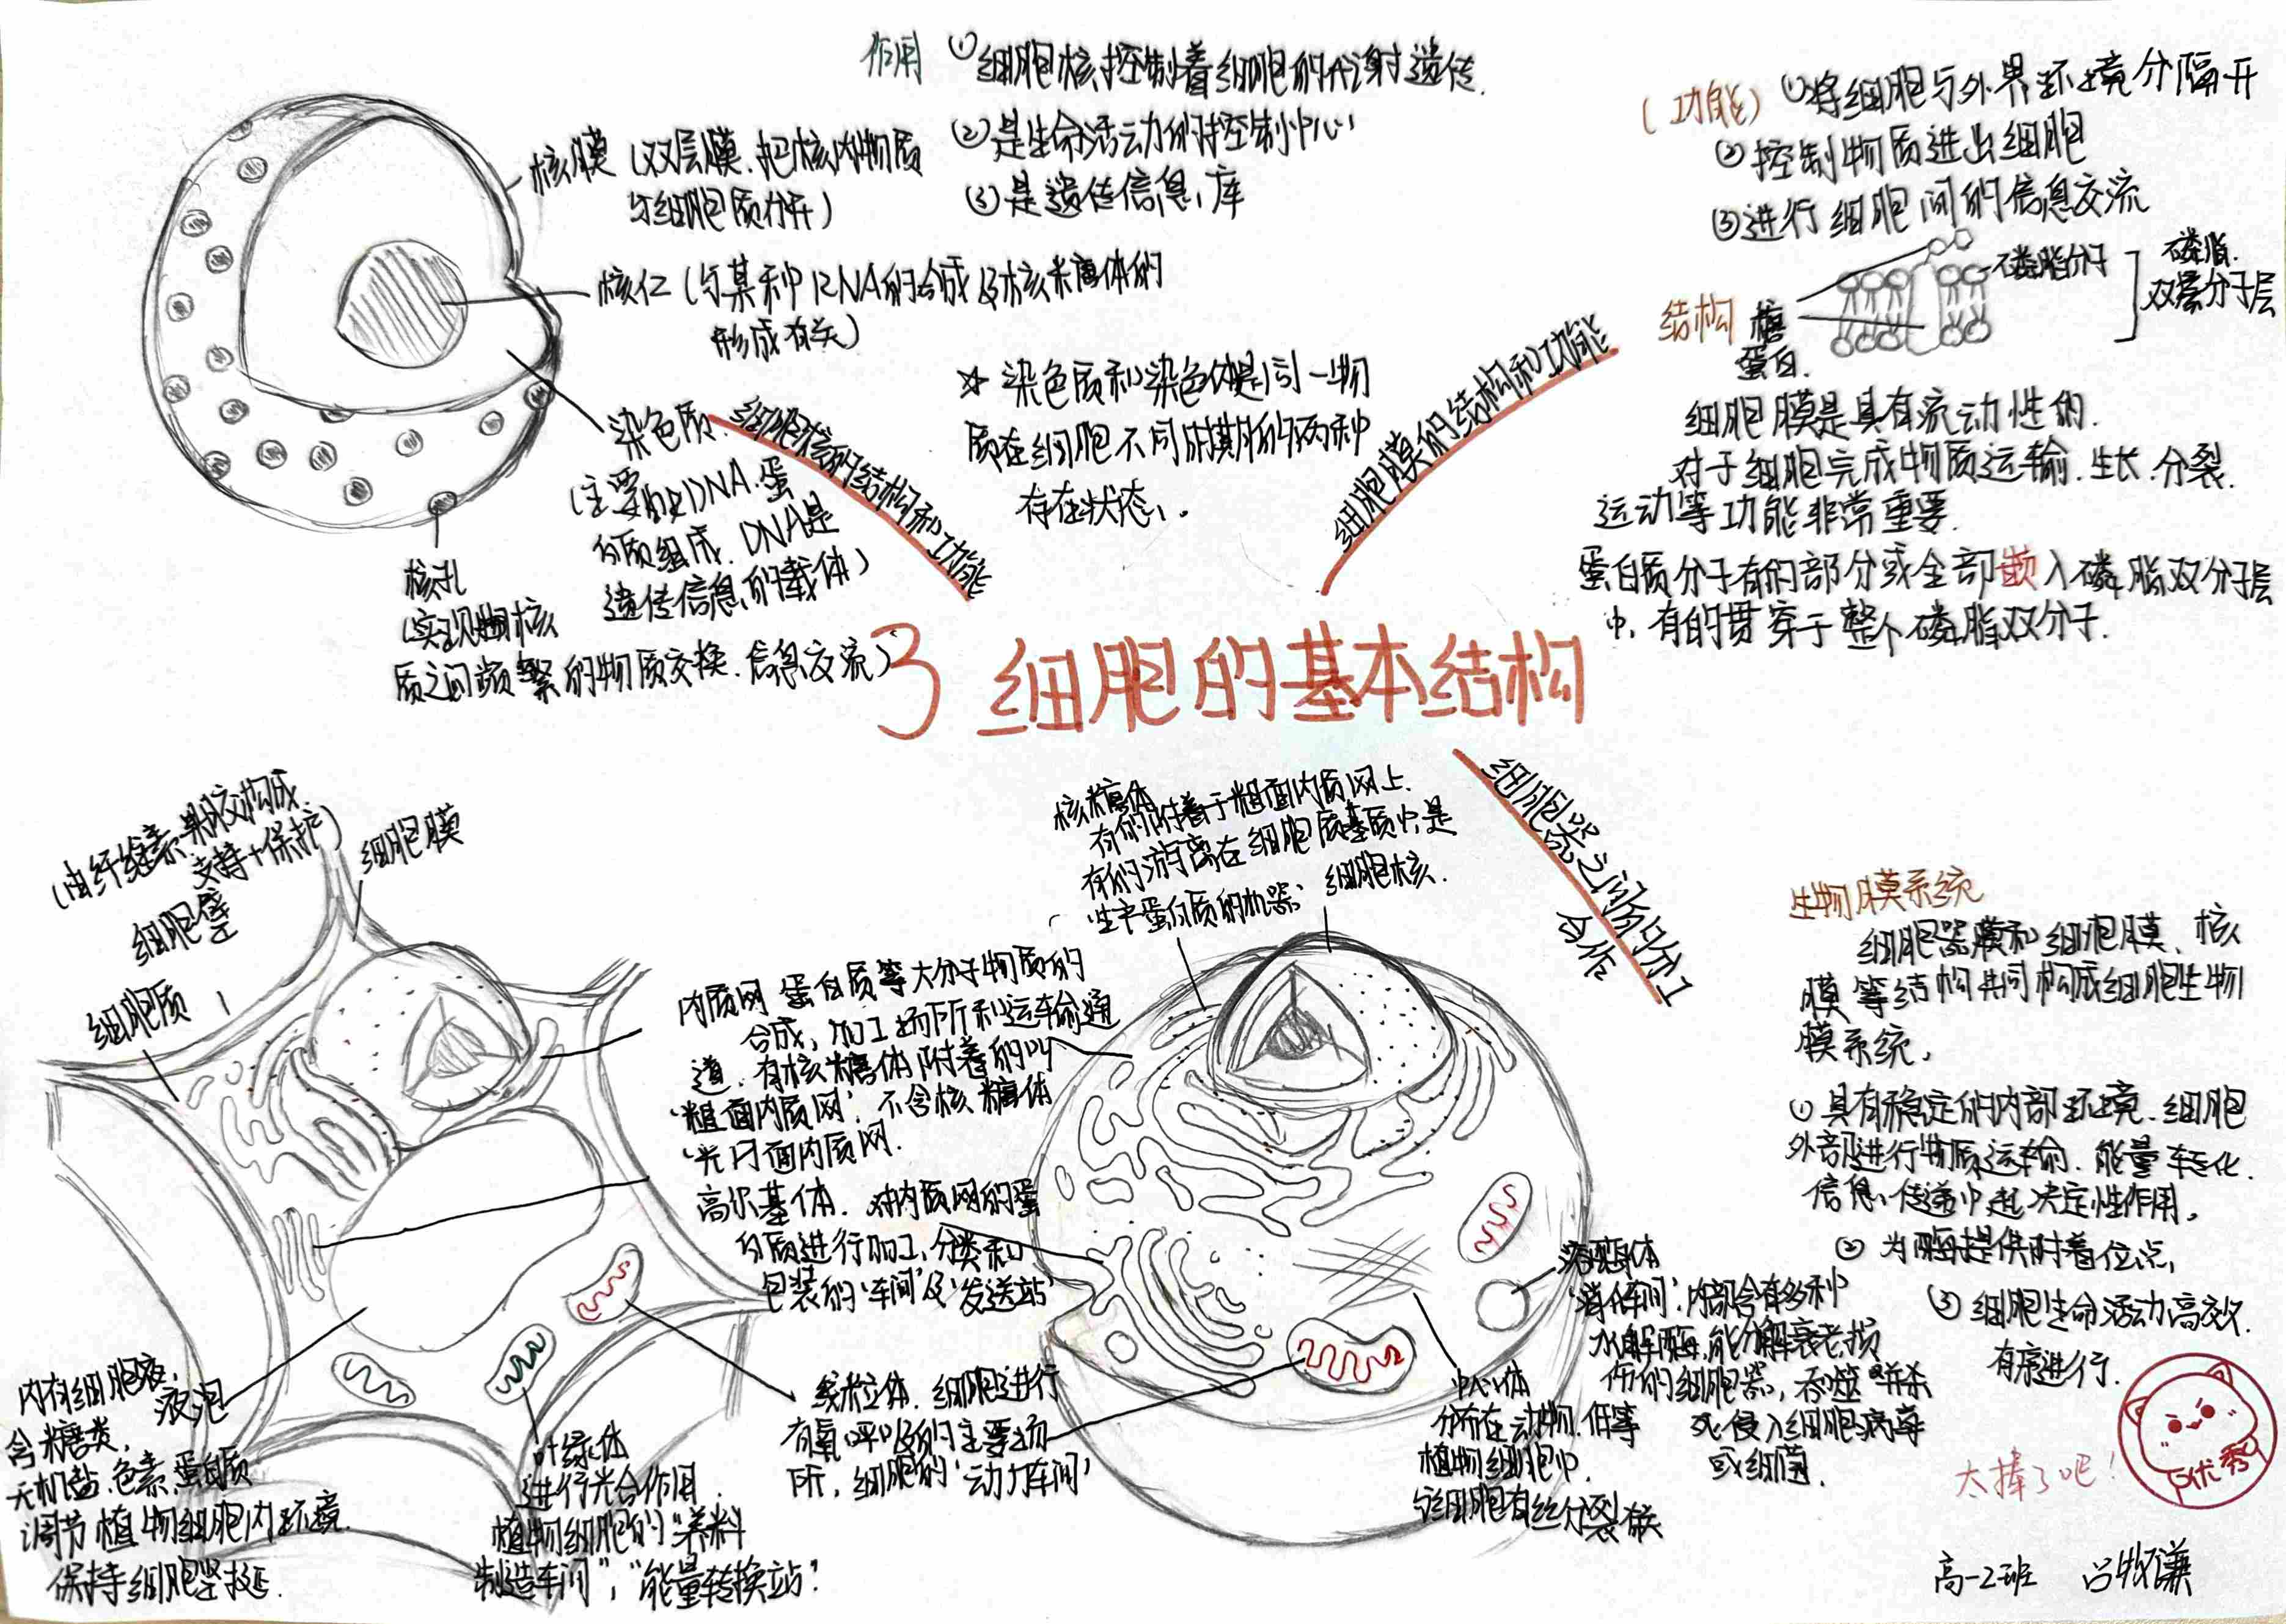 作用 ①细胞核控制着细胞的代谢遗传.
②是生命活动的控制中心
③是遗传信息库
核膜(双层膜.把核内物质
与细胞质分开)
核仁(与某种RNA的合成及核糖体的
形成有关)
染色质.
(主要由DNA.蛋
白质组成.DNA是
遗传信息的载体)
核孔
(实现核
质之间频繁的物质交换.信息交流)
☆染色质和染色体是同一物
质在细胞不同时期的两种
存在状态.
细胞核的结构和功能
细胞膜的结构和功能
(功能) ①将细胞与外界环境分隔开
②控制物质进出细胞
③进行细胞间的信息交流
结构 糖
蛋白.
磷脂分子
磷脂.
双层分子层
细胞膜是具有流动性的.
对于细胞完成物质运输.生长.分裂.
运动等功能非常重要.
蛋白质分子有的部分或全部嵌入磷脂双分子层
中,有的贯穿于整个磷脂双分子.
3 细胞的基本结构
细胞器之间的分工
合作
(由纤维素.果胶构成.
支持+保护)
细胞壁
细胞膜
细胞质
核糖体
有的附着于粗面内质网上.
有的游离在细胞质基质中,是
'生产蛋白质的机器'
细胞核.
内质网 蛋白质等大分子物质的
合成,加工场所和运输通
道.有核糖体附着的叫
'粗面内质网',不含核糖体
'光滑面内质网.
高尔基体.对内质网的蛋
白质进行加工,分类和
包装的'车间'及'发送站'
线粒立体.细胞进行
有氧呼吸的主要场
所,细胞的'动力车间'
内有细胞液,
液泡
含糖类,
无机盐.色素.蛋白质
调节植物细胞内环境.
保持细胞坚挺.
叶绿体
进行光合作用.
植物细胞的"养料
制造车间","能量转换站"
溶酶体
'消化车间',内部含有多种
水解酶,能分解衰老损
伤的细胞器,吞噬并杀
死侵入细胞病毒
或细菌.
中心体
分布在动物.低等
植物细胞中.
与细胞有丝分裂有关
生物膜系统
细胞器膜和细胞膜、核
膜等结构共同构成细胞生物
膜系统.
①具有稳定的内部环境.细胞
外部进行物质运输.能量转化.
信息传递中起决定性作用.
②为酶提供附着位点,
③细胞生命活动高效.
有序进行.
太棒了吧!
优秀
高一2班 吕牧谦